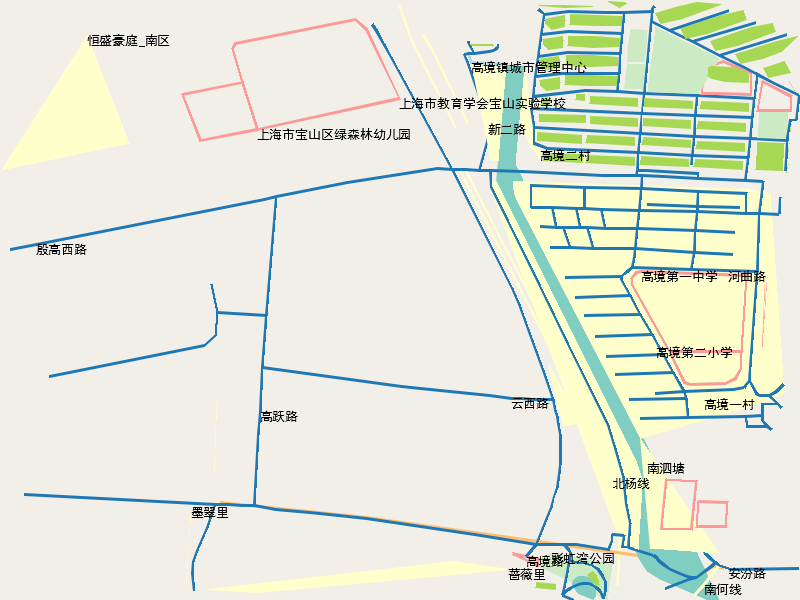 恒盛豪庭_南区
高境镇城市管理中心
上海市教育学会宝山实验学校
新二路
上海市宝山区绿森林幼儿园
高境二村
殷高西路
高境第一中学
河曲路
高境第二小学
云西路
高境一村
高跃路
南泗塘
北杨线
墨翠里
彩虹湾公园
蔷薇里
安汾路
南何线